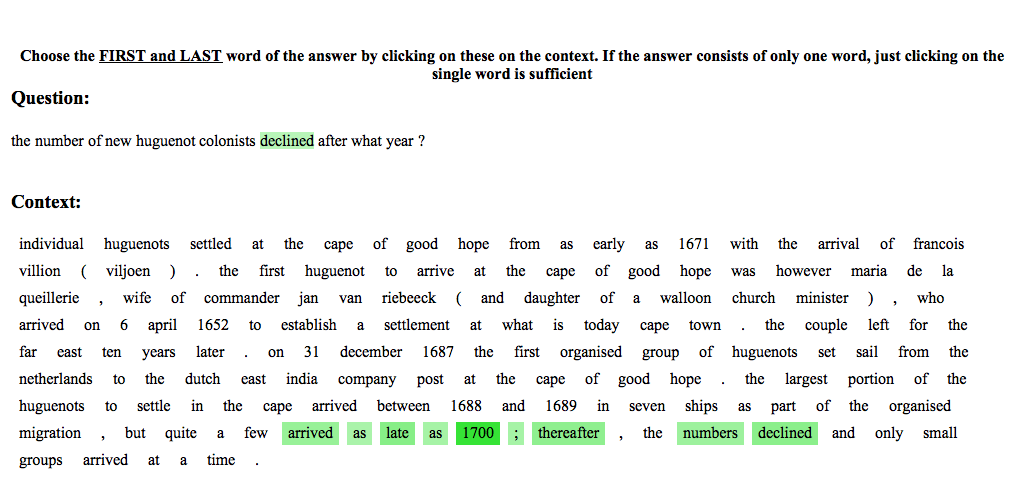 Choose the FIRST and LAST word of the answer by clicking on these on the context. If the answer consists of only one word, just clicking on the
single word is sufficient
Question:
the number of new huguenot colonists declined after what year ?
Context:
individual huguenots settled at the cape of good hope from as early as 1671 with the arrival of francois
villion ( viljoen ) . the first huguenot to arrive at the cape of good hope was however maria de la
queillerie , wife of commander jan van riebeeck ( and daughter of a walloon church minister ) , who
arrived on 6 april 1652 to establish a settlement at what is today cape town . the couple left for the
far east ten years later . on 31 december 1687 the first organised group of huguenots set sail from the
netherlands to the dutch east india company post at the cape of good hope . the largest portion of the
huguenots to settle in the cape arrived between 1688 and 1689 in seven ships as part of the organised
migration , but quite a few arrived as late as 1700 ; thereafter , the numbers declined and only small
groups arrived at a time .